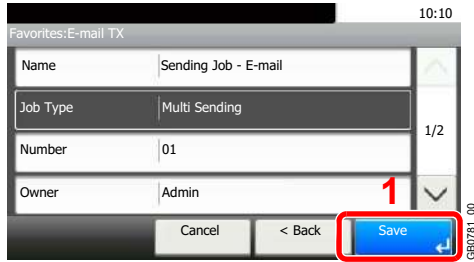 10:10
Favorites:E-mail TX
Name Sending Job - E-mail
Job Type Multi Sending
1/2
Number 01
Owner Admin
1
Cancel < Back Save
GB0781_00